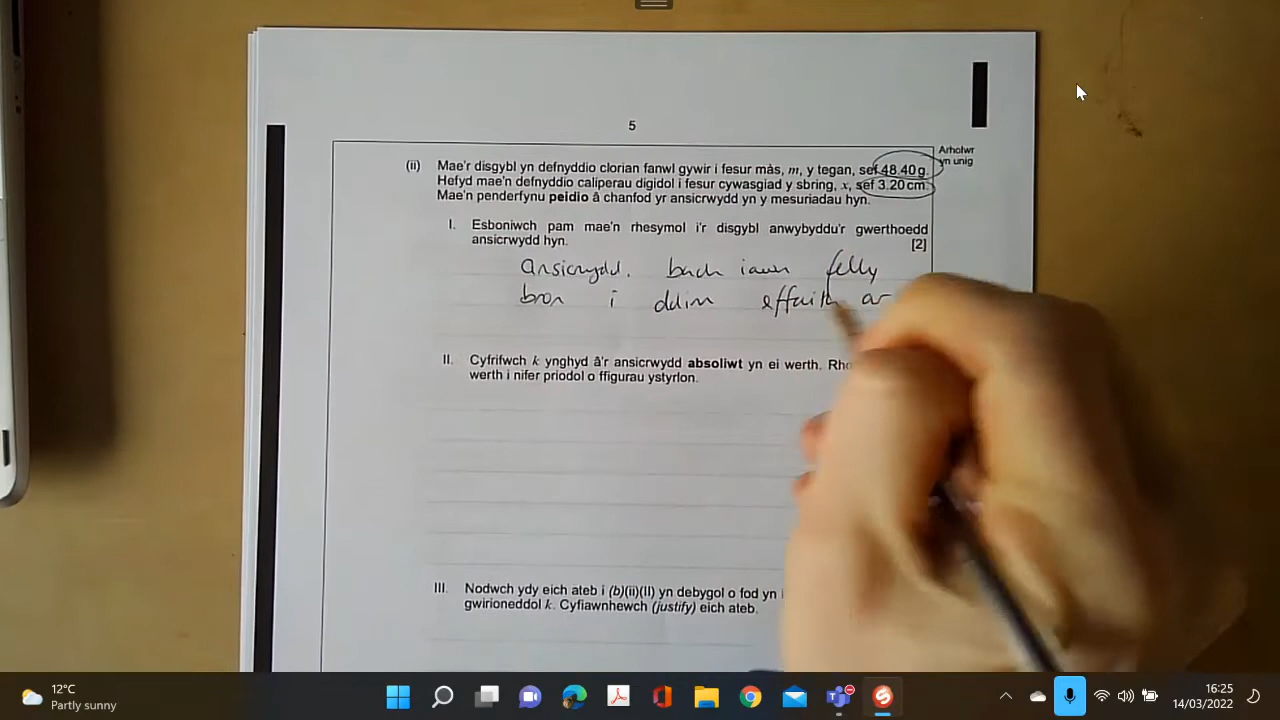 5
Arholwr
yn unig
(ii) Mae'r disgybl yn defnyddio clorian fanwl gywir i fesur màs, m, y tegan, sef 48.40 g.
Hefyd mae'n defnyddio caliperau digidol i fesur cywasgiad y sbring, x, sef 3.20 cm.
Mae'n penderfynu peidio â chanfod yr ansicrwydd yn y mesuriadau hyn.
I. Esboniwch pam mae'n rhesymol i'r disgybl anwybyddu'r gwerthoedd
ansicrwydd hyn. [2]
ansicrwydd. bach iawn felly
bron i ddim effaith ar
II. Cyfrifwch k ynghyd â'r ansicrwydd absoliwt yn ei werth.
werth i nifer priodol o ffigurau ystyrlon.
III. Nodwch ydy eich ateb i (b)(ii)(II) yn debygol o fod yn
gwirioneddol k. Cyfiawnhewch (justify) eich ateb.
12°C
Partly sunny
16:25
14/03/2022